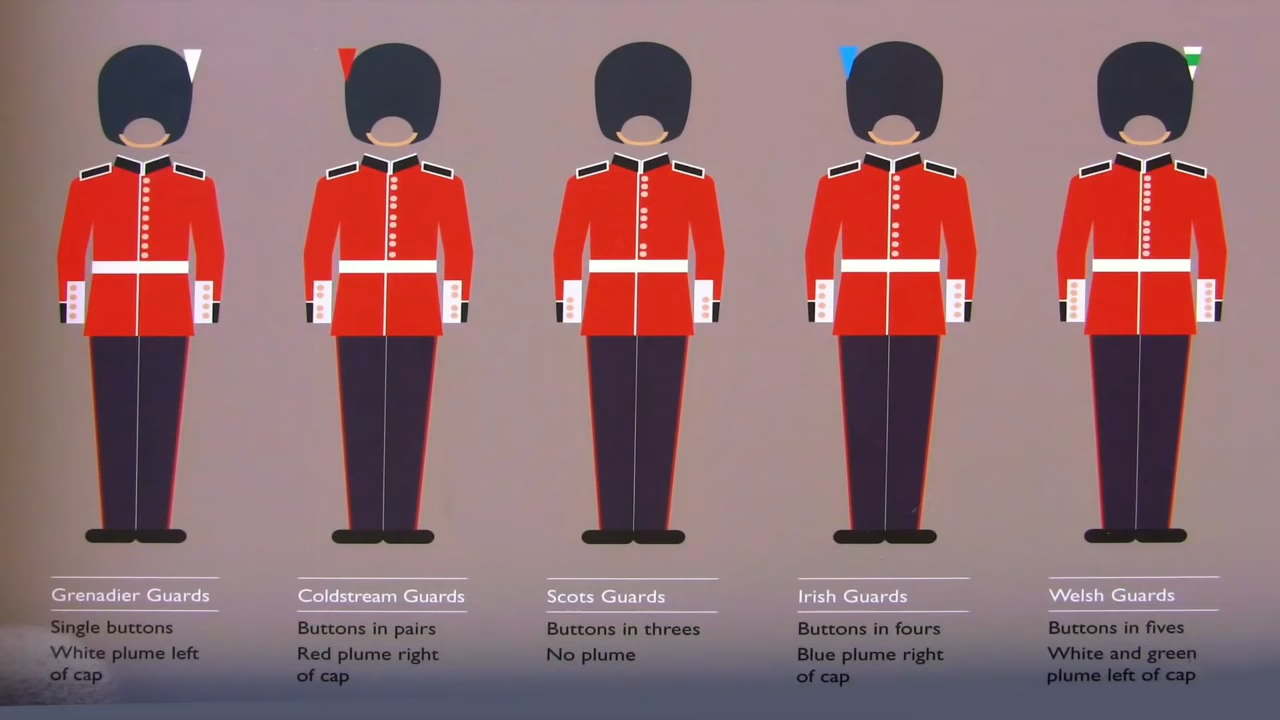 Grenadier Guards
Single buttons
White plume left
of cap
Coldstream Guards
Buttons in pairs
Red plume right
of cap
Scots Guards
Buttons in threes
No plume
Irish Guards
Buttons in fours
Blue plume right
of cap
Welsh Guards
Buttons in fives
White and green
plume left of cap